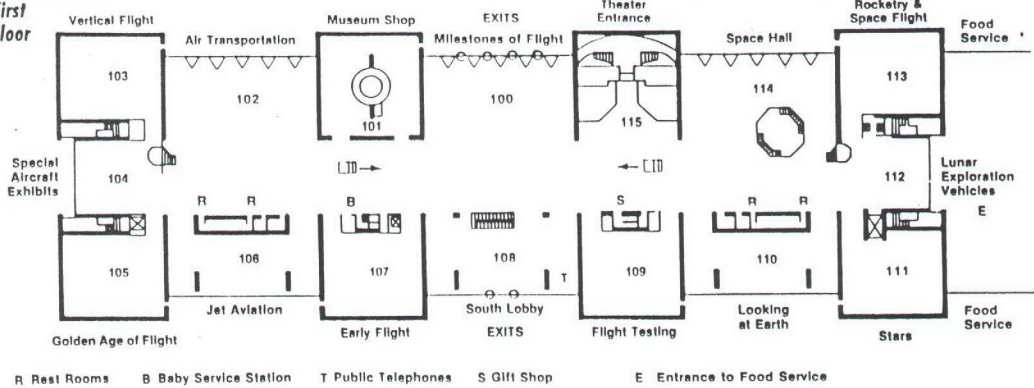 First
Floor
Vertical Flight
Air Transportation
Museum Shop
EXITS
Milestones of Flight
Theater
Entrance
Space Hall
Rocketry &
Space Flight
Food
Service
103
102
101
100
115
114
113
Special
Aircraft
Exhibits
104
112
Lunar
Exploration
Vehicles
E
R R B S R R
105
106
107
108
T
109
110
111
Golden Age of Flight
Jet Aviation
Early Flight
South Lobby
EXITS
Flight Testing
Looking
at Earth
Stars
Food
Service
R Rest Rooms B Baby Service Station T Public Telephones S Gift Shop E Entrance to Food Service